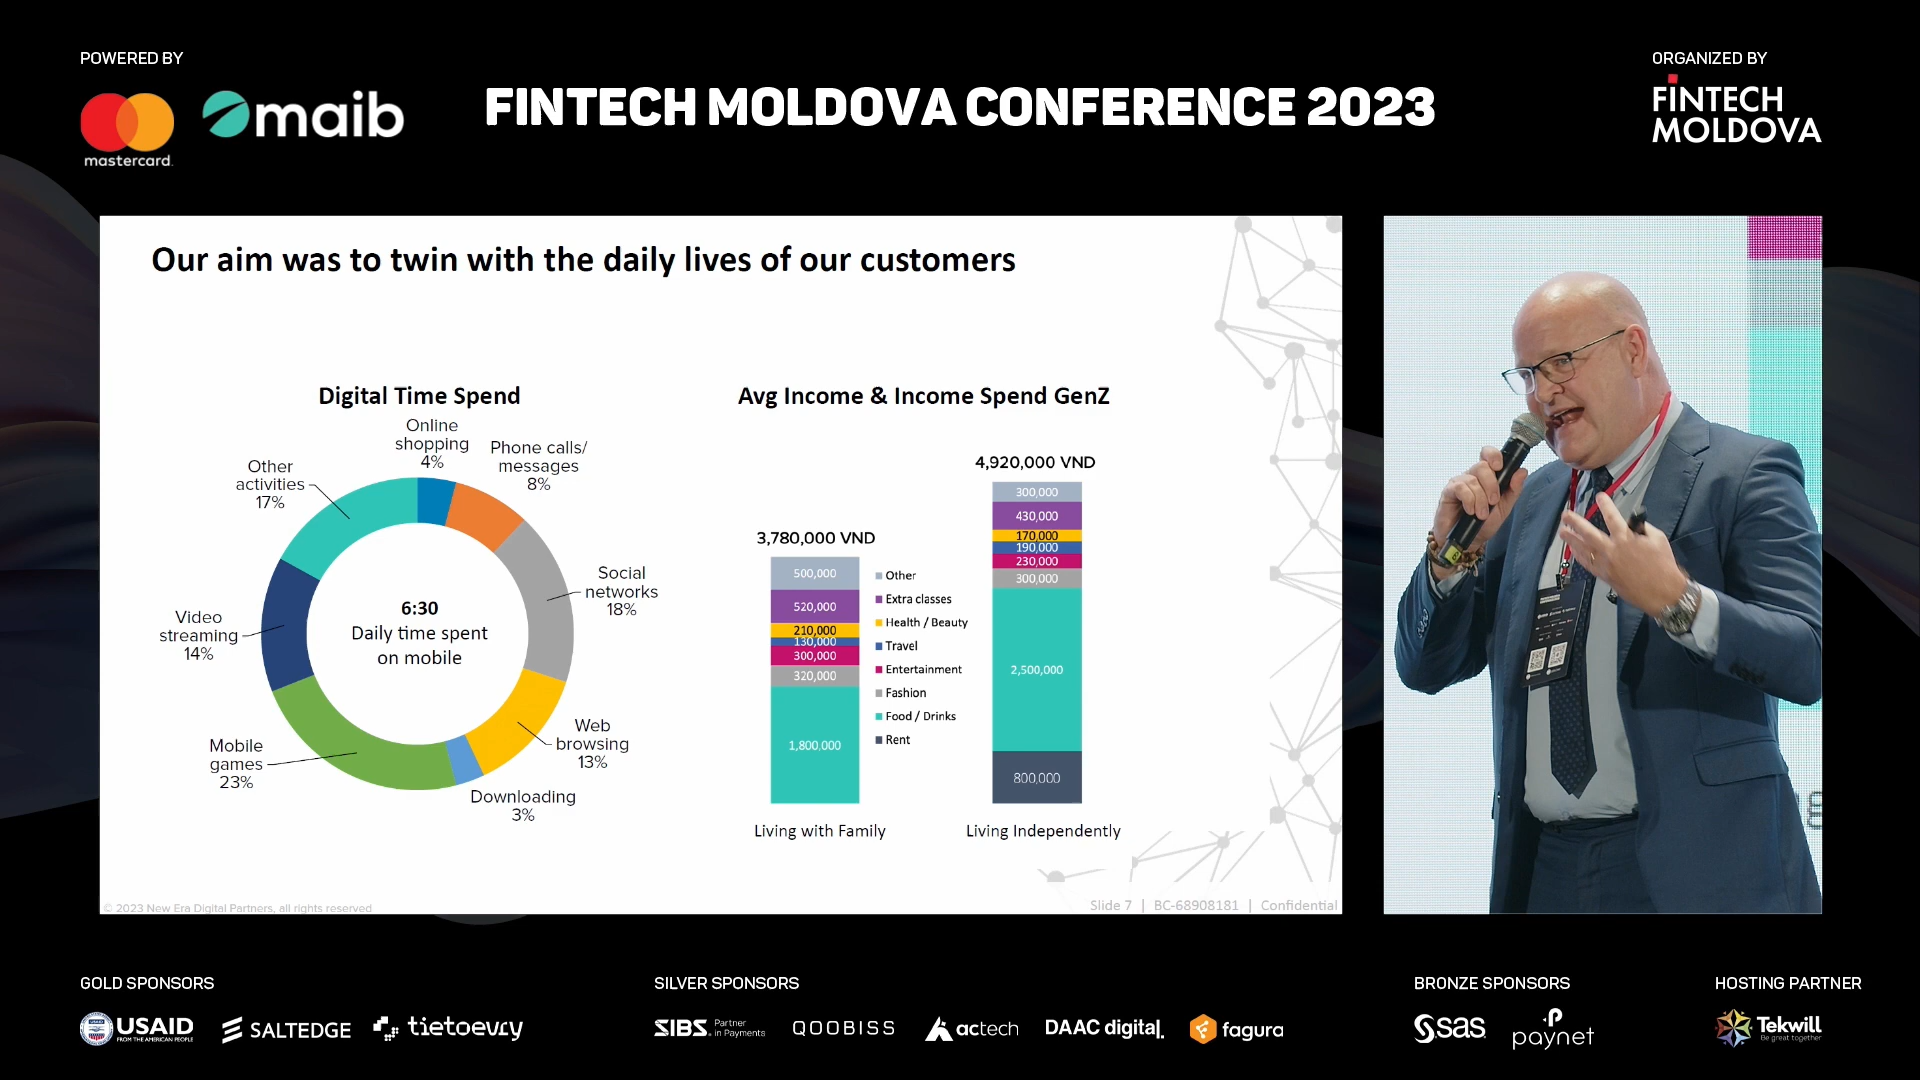 POWERED BY
mastercard.
maib
FINTECH MOLDOVA CONFERENCE 2023
ORGANIZED BY
FINTECH
MOLDOVA
Our aim was to twin with the daily lives of our customers
Digital Time Spend
Online
shopping
4%
Phone calls/
messages
8%
Other
activities
17%
Social
networks
18%
6:30
Daily time spent
on mobile
Video
streaming
14%
Web
browsing
13%
Mobile
games
23%
Downloading
3%
Avg Income & Income Spend GenZ
3,780,000 VND
500,000
520,000
210,000
130,000
300,000
320,000
1,800,000
Living with Family
Other
Extra classes
Health / Beauty
Travel
Entertainment
Fashion
Food / Drinks
Rent
4,920,000 VND
300,000
430,000
170,000
190,000
230,000
300,000
2,500,000
800,000
Living Independently
© 2023 New Era Digital Partners, all rights reserved
Slide 7 | BC-68908181 | Confidential
GOLD SPONSORS
USAID
FROM THE AMERICAN PEOPLE
SALTEDGE
tietoevry
SILVER SPONSORS
SIBS. Partner
in Payments
QOOBISS
actech
DAAC digital.
fagura
BRONZE SPONSORS
sas
paynet
HOSTING PARTNER
Tekwill
Be great together